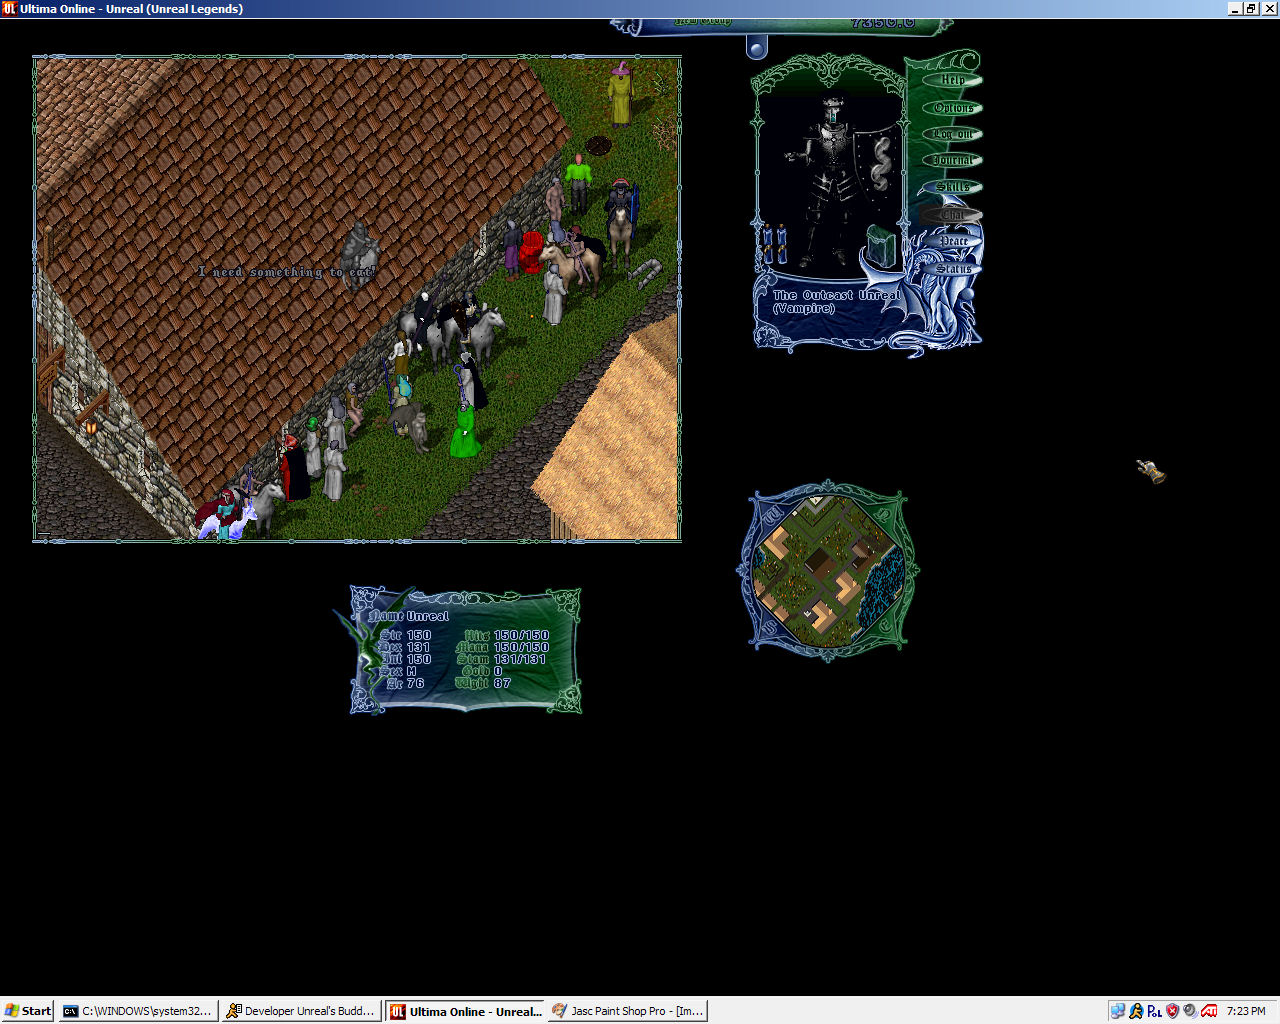 Ultima Online - Unreal (Unreal Legends)
Help
Options
Log out
Journal
Skills
Chat
Peace
Status
I need something to eat!
The Outcast Unreal
(Vampire)
Name Unreal
Str 150 Hits 150/150
Dex 131 Mana 150/150
Int 150 Stam 131/131
Sex M Gold 0
Ar 76 Wght 87
Start
C:\WINDOWS\system32...
Developer Unreal's Budd...
Ultima Online - Unreal...
Jasc Paint Shop Pro - [Im...
7:23 PM